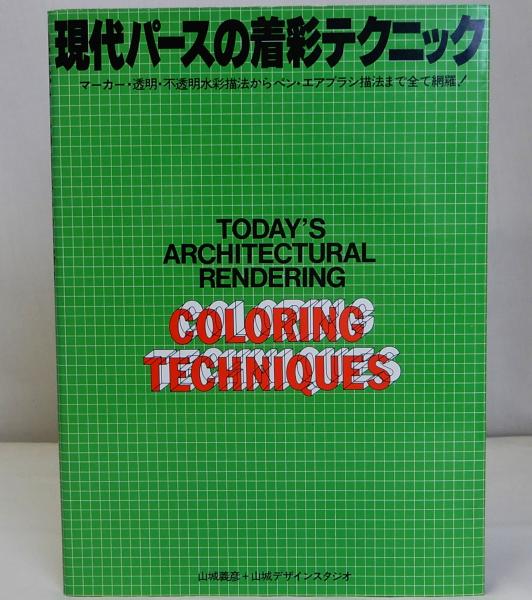 現代パースの着彩テクニック
マーカー・透明・不透明水彩描法からペン・エアブラシ描法まで全て網羅!
TODAY'S
ARCHITECTURAL
RENDERING
COLORING
TECHNIQUES
山城義彦+山城デザインスタジオ